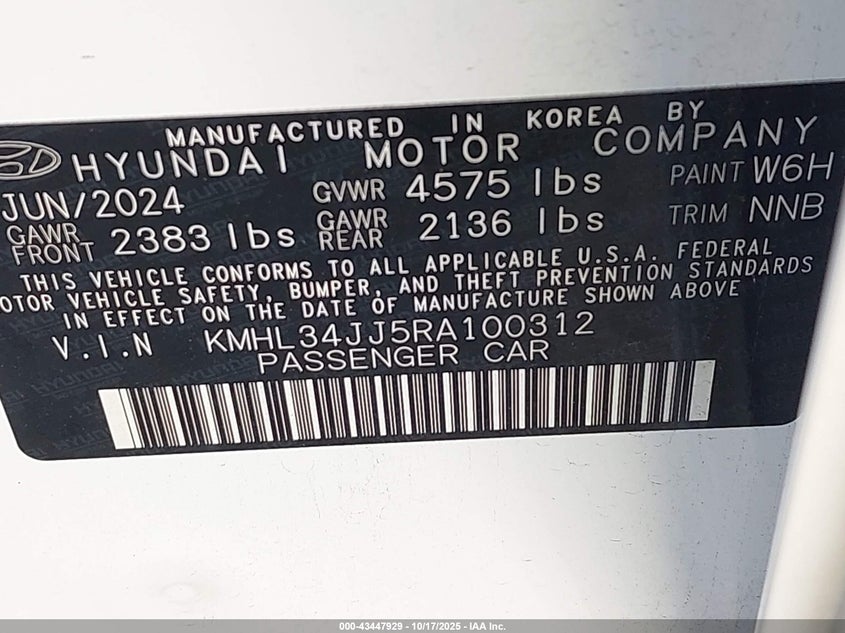 MANUFACTURED IN KOREA BY
HYUNDAI MOTOR COMPANY
JUN/2024 GVWR 4575 lbs PAINT W6H
GAWR FRONT 2383 lbs GAWR REAR 2136 lbs TRIM NNB
THIS VEHICLE CONFORMS TO ALL APPLICABLE U.S.A. FEDERAL
OTOR VEHICLE SAFETY, BUMPER, AND THEFT PREVENTION STANDARDS
IN EFFECT ON THE DATE OF MANUFACTURE SHOWN ABOVE
V.I.N KMHL34JJ5RA100312
PASSENGER CAR
000-43447929 - 10/17/2025 - IAA Inc.